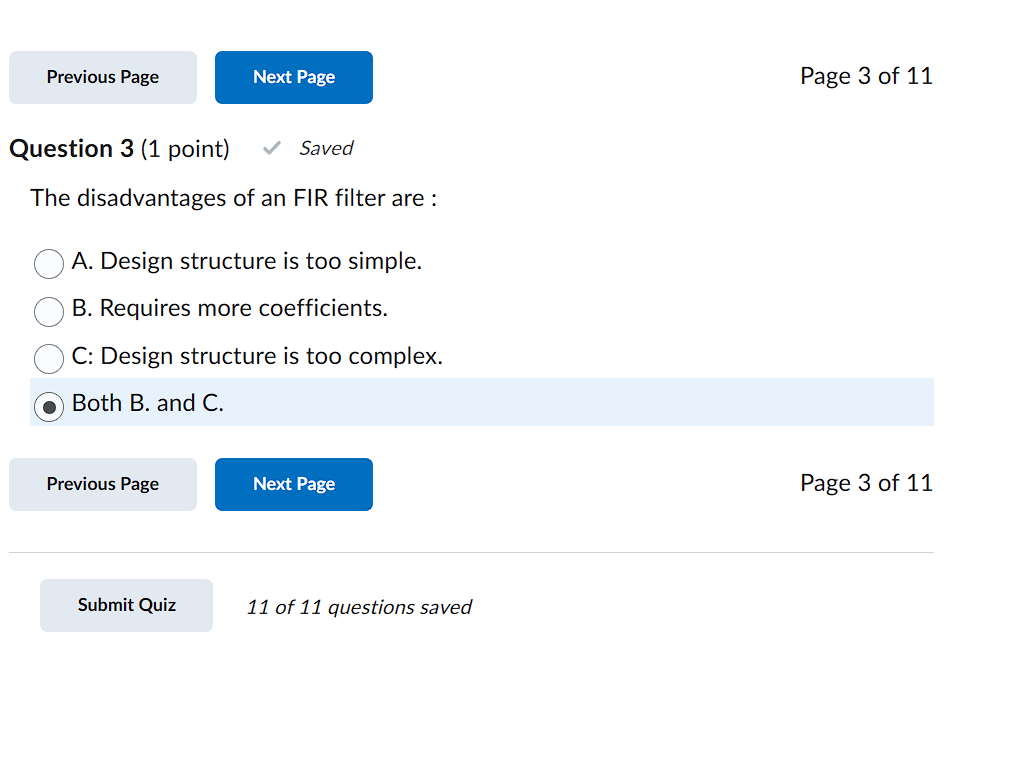 Previous Page Next Page Page 3 of 11
Question 3 (1 point) Saved
The disadvantages of an FIR filter are :
A. Design structure is too simple.
B. Requires more coefficients.
C: Design structure is too complex.
Both B. and C.
Previous Page Next Page Page 3 of 11
Submit Quiz 11 of 11 questions saved